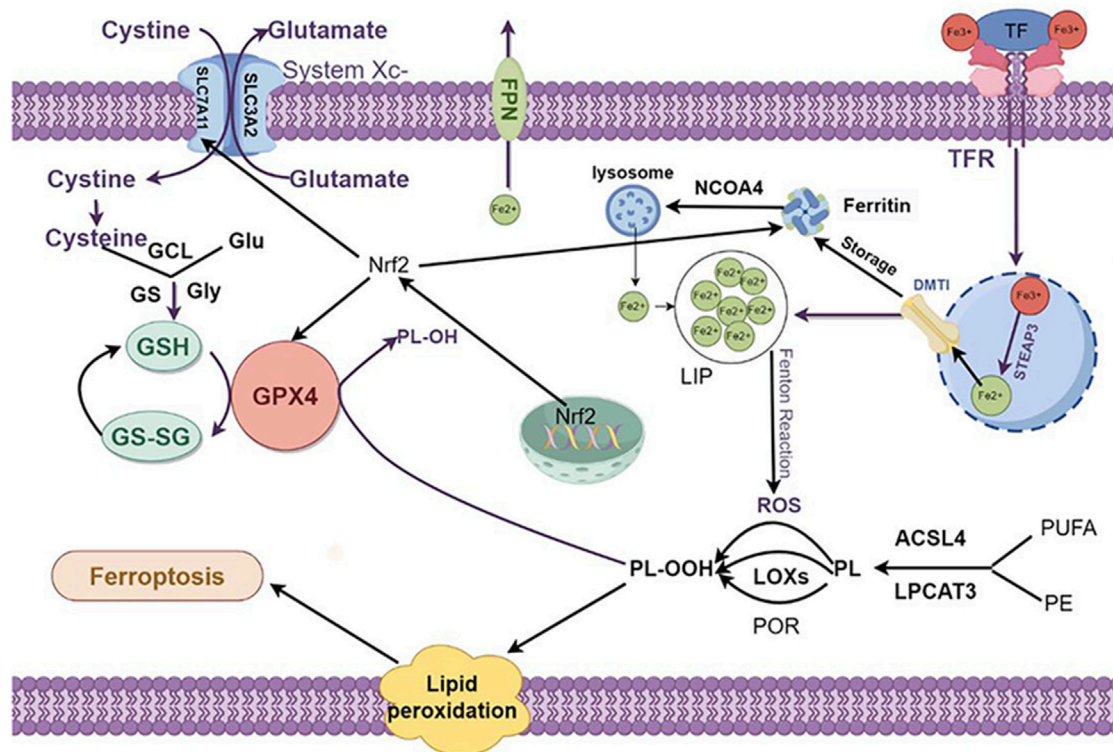 Cystine
Glutamate
System Xc-
SLC7A11
SLC3A2
FPN
Fe3+
TF
Fe3+
TFR
Cystine
Glutamate
Fe2+
lysosome
NCOA4
Ferritin
Cysteine
GCL
Glu
GS
Gly
Nrf2
Storage
DMTI
Fe2+
Fe2+
Fe2+
Fe2+
Fe2+
Fe2+
Fe2+
Fe2+
LIP
Fe3+
STEAP3
Fe2+
GSH
GPX4
PL-OH
GS-SG
Nrf2
Fenton Reaction
ROS
PL-OOH
LOXs
PL
POR
ACSL4
LPCAT3
PUFA
PE
Ferroptosis
Lipid
peroxidation